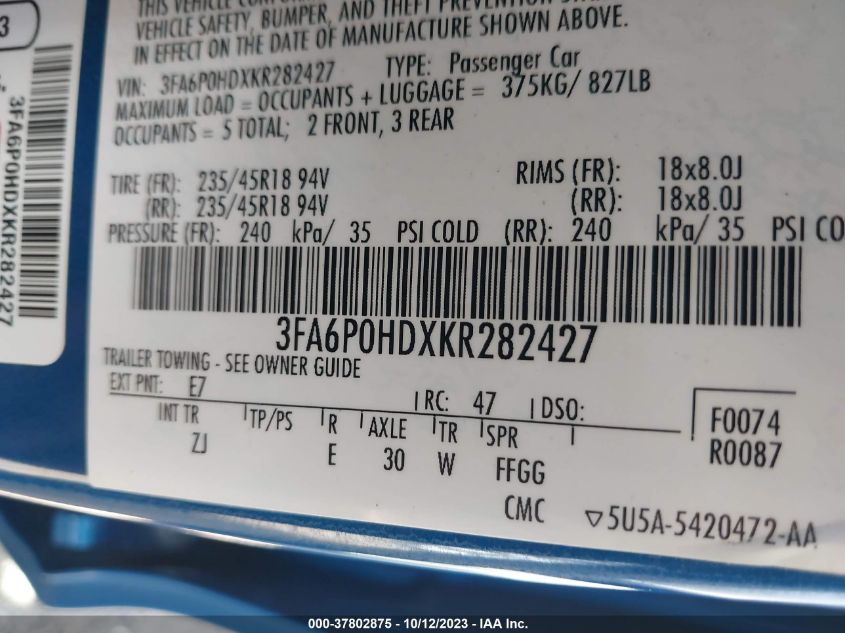 3
3FA6P0HDXKR282427
THIS VEHICLE
VEHICLE SAFETY, BUMPER, AND THEFT PREVENTION
IN EFFECT ON THE DATE OF MANUFACTURE SHOWN ABOVE.
VIN: 3FA6P0HDXKR282427 TYPE: Passenger Car
MAXIMUM LOAD = OCCUPANTS + LUGGAGE = 375KG/ 827LB
OCCUPANTS = 5 TOTAL; 2 FRONT, 3 REAR
TIRE (FR): 235/45R18 94V RIMS (FR): 18x8.0J
(RR): 235/45R18 94V (RR): 18x8.0J
PRESSURE (FR): 240 kPa/ 35 PSI COLD (RR): 240 kPa/ 35 PSI CO
3FA6P0HDXKR282427
TRAILER TOWING - SEE OWNER GUIDE
EXT PNT: E7 RC: 47 DSO:
INT TR TP/PS R AXLE TR SPR F0074
ZJ E 30 W FFGG R0087
CMC ▽5U5A-5420472-AA
000-37802875 - 10/12/2023 - IAA Inc.